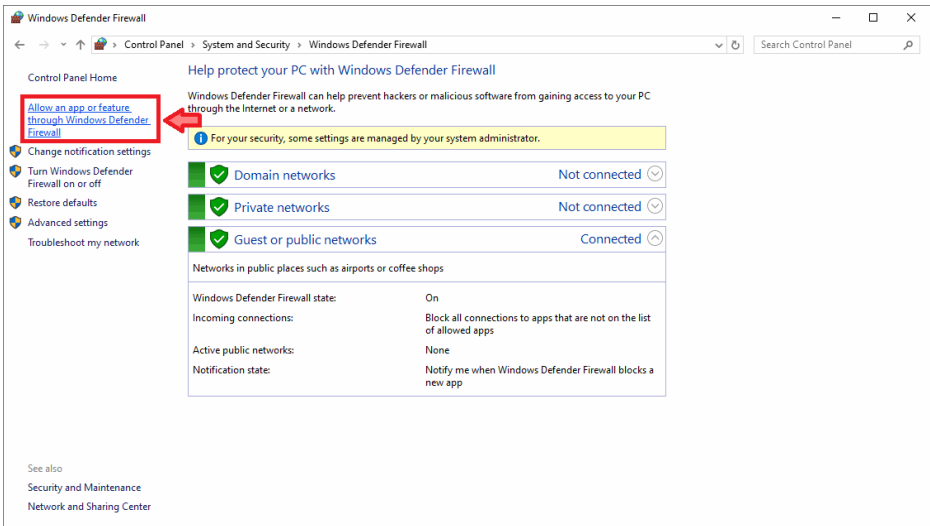 Windows Defender Firewall
Control Panel > System and Security > Windows Defender Firewall
Search Control Panel
Control Panel Home
Allow an app or feature
through Windows Defender
Firewall
Change notification settings
Turn Windows Defender
Firewall on or off
Restore defaults
Advanced settings
Troubleshoot my network
Help protect your PC with Windows Defender Firewall
Windows Defender Firewall can help prevent hackers or malicious software from gaining access to your PC
through the Internet or a network.
For your security, some settings are managed by your system administrator.
Domain networks Not connected
Private networks Not connected
Guest or public networks Connected
Networks in public places such as airports or coffee shops
Windows Defender Firewall state: On
Incoming connections: Block all connections to apps that are not on the list
of allowed apps
Active public networks: None
Notification state: Notify me when Windows Defender Firewall blocks a
new app
See also
Security and Maintenance
Network and Sharing Center